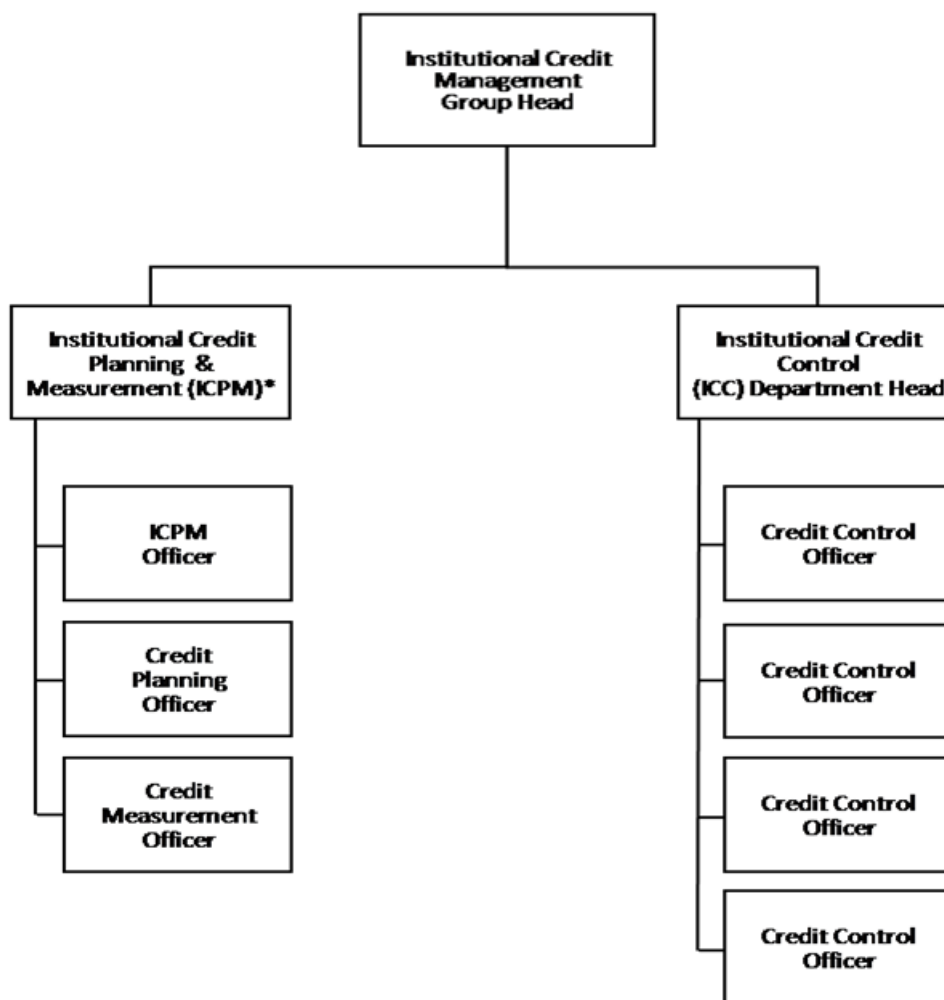 Institutional Credit
Management
Group Head
Institutional Credit
Planning &
Measurement (ICPM)*
Institutional Credit
Control
(ICC) Department Head
ICPM
Officer
Credit
Planning
Officer
Credit
Measurement
Officer
Credit Control
Officer
Credit Control
Officer
Credit Control
Officer
Credit Control
Officer